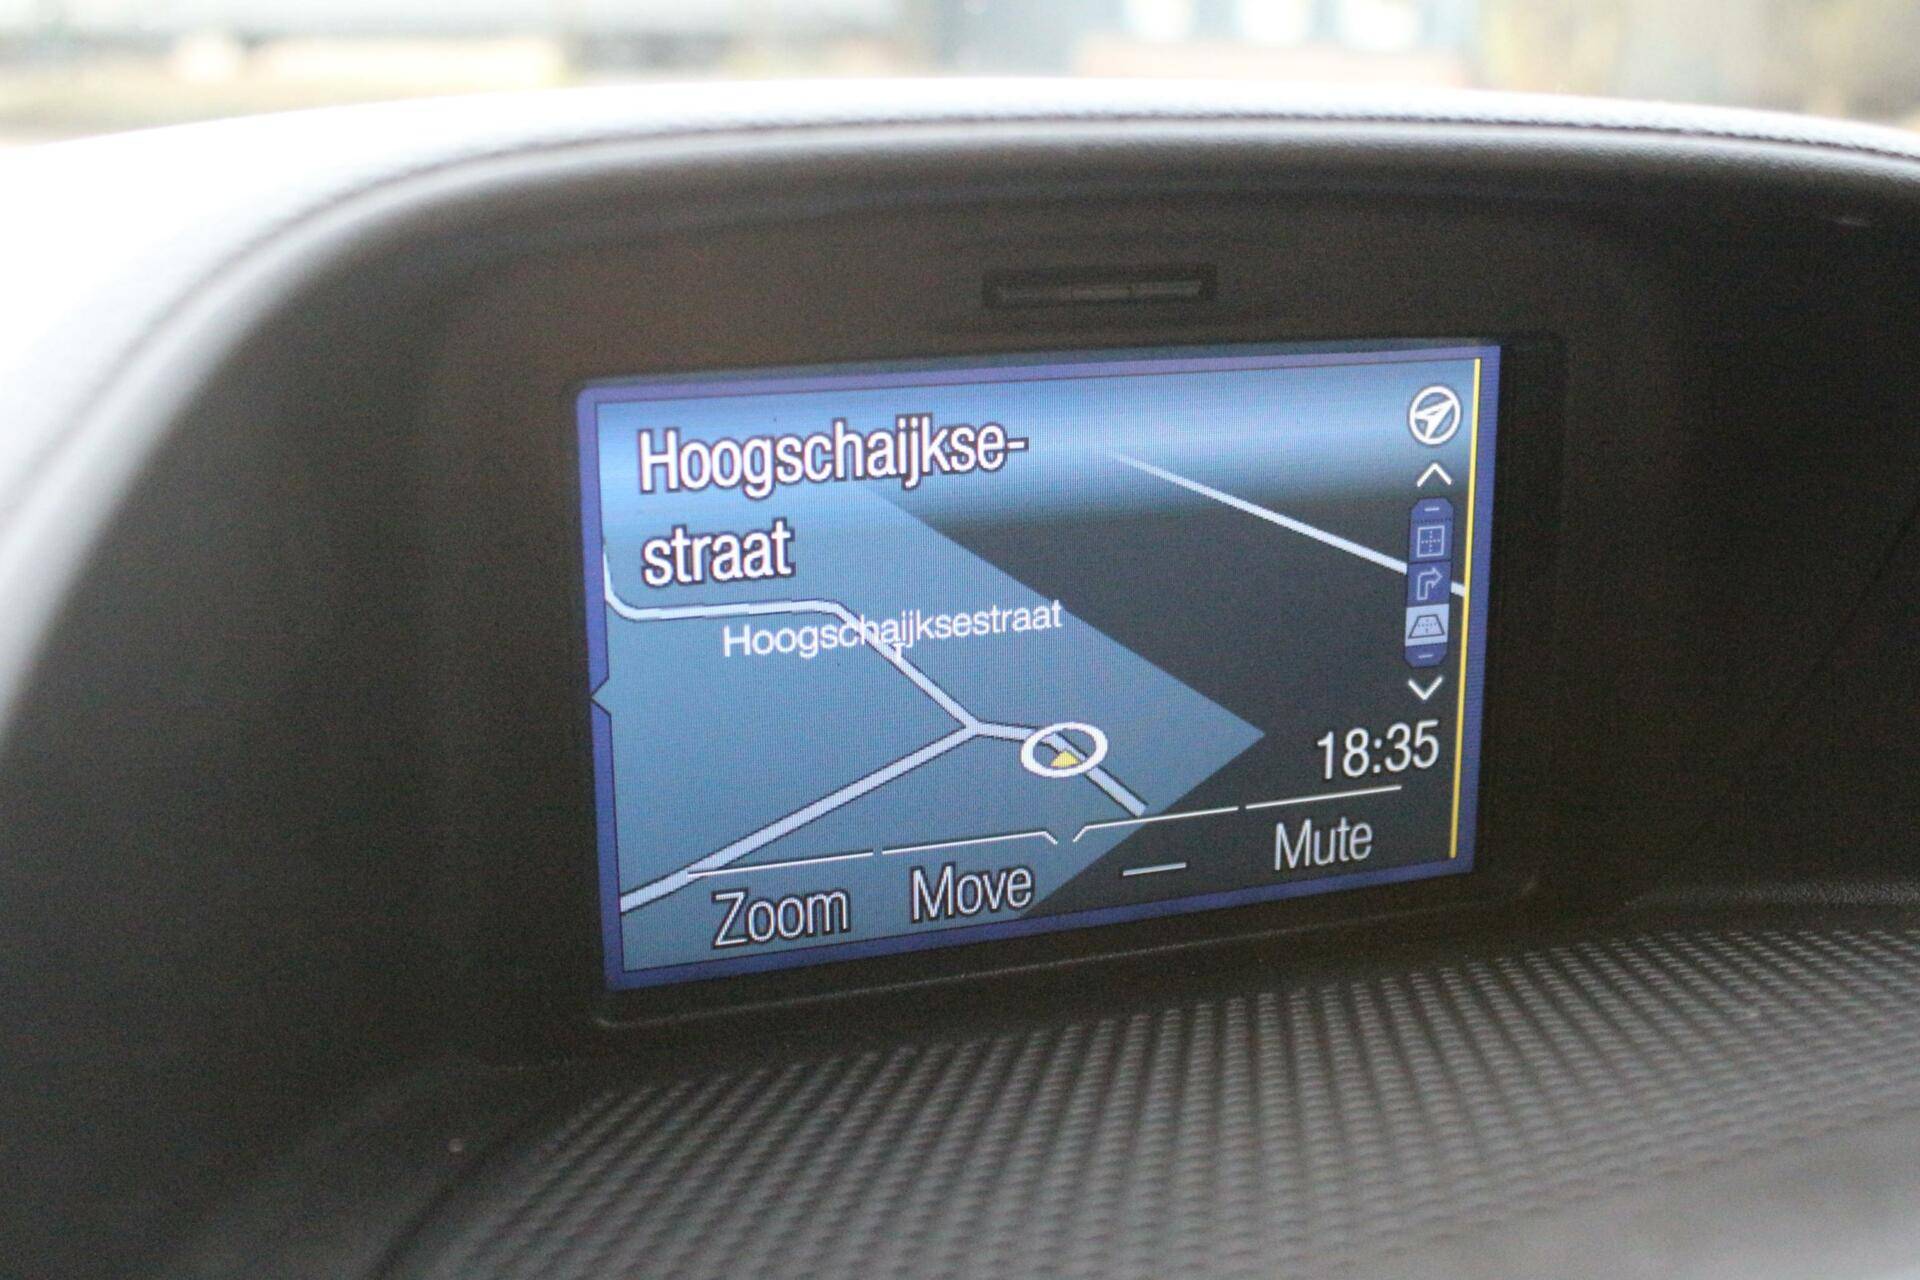 Hoogschaijkse-
straat
Hoogschaijksestraat
18:35
Zoom Move Mute